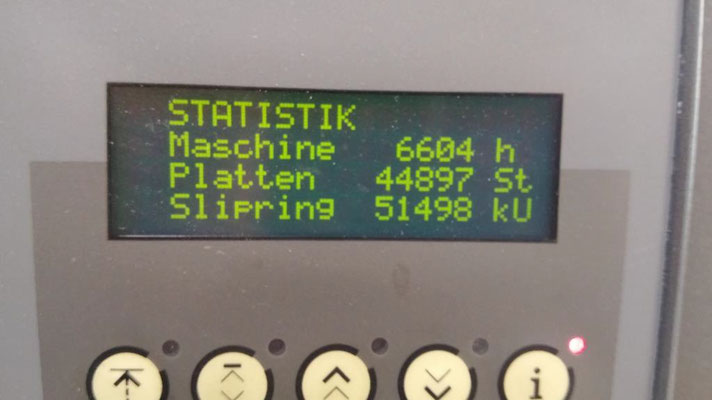 STATISTIK
Maschine 6604 h
Platten 44897 St
Slipring 51498 kU
i